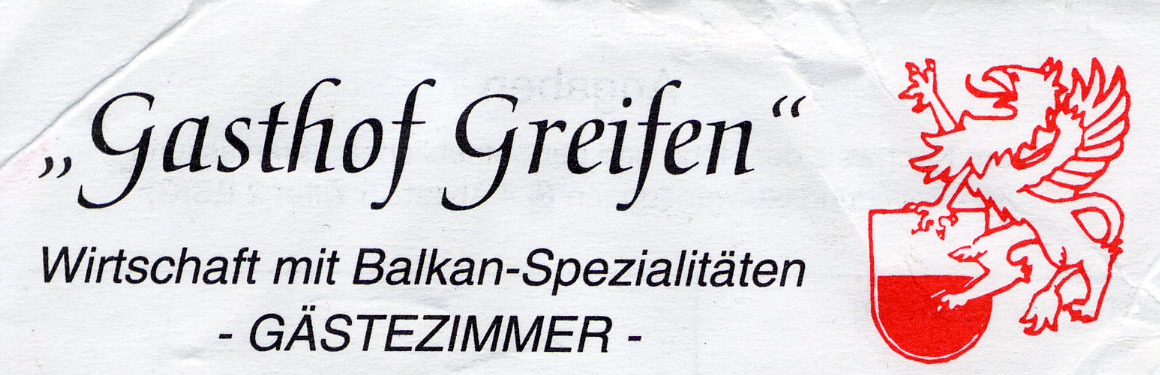 „Gasthof Greifen“
Wirtschaft mit Balkan-Spezialitäten
- GÄSTEZIMMER -